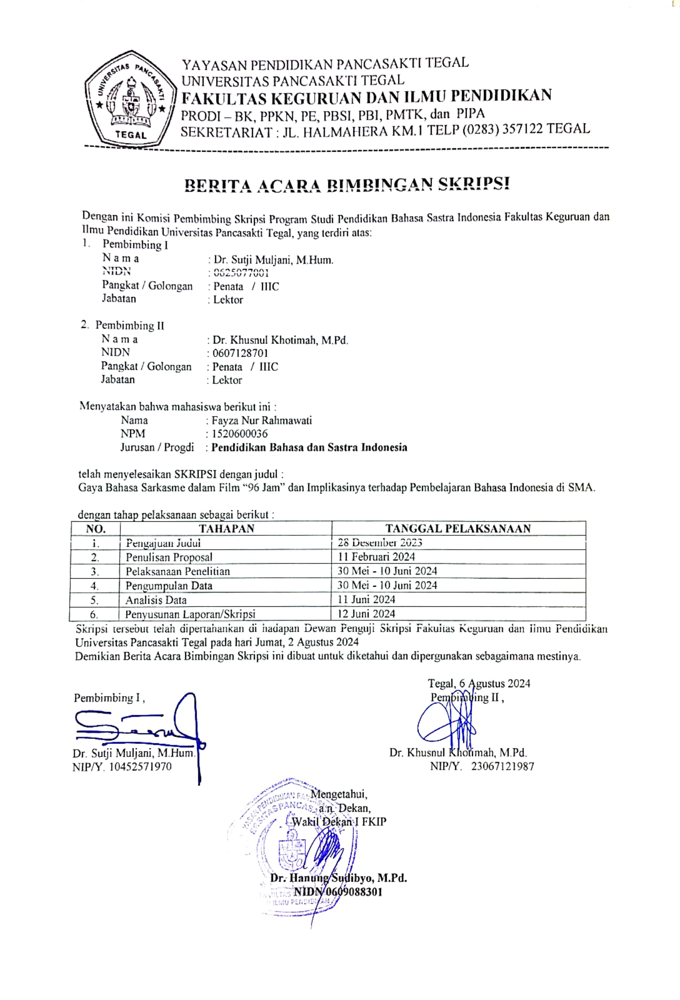 UNIVERSITAS PANCASAKTI
TEGAL
YAYASAN PENDIDIKAN PANCASAKTI TEGAL
UNIVERSITAS PANCASAKTI TEGAL
FAKULTAS KEGURUAN DAN ILMU PENDIDIKAN
PRODI – BK, PPKN, PE, PBSI, PBI, PMTK, dan PIPA
SEKRETARIAT : JL. HALMAHERA KM.1 TELP (0283) 357122 TEGAL
BERITA ACARA BIMBINGAN SKRIPSI
Dengan ini Komisi Pembimbing Skripsi Program Studi Pendidikan Bahasa Sastra Indonesia Fakultas Keguruan dan
Ilmu Pendidikan Universitas Pancasakti Tegal, yang terdiri atas:
1. Pembimbing I
N a m a : Dr. Sutji Muljani, M.Hum.
NIDN : 0625077001
Pangkat / Golongan : Penata / IIIC
Jabatan : Lektor
2. Pembimbing II
N a m a : Dr. Khusnul Khotimah, M.Pd.
NIDN : 0607128701
Pangkat / Golongan : Penata / IIIC
Jabatan : Lektor
Menyatakan bahwa mahasiswa berikut ini :
Nama : Fayza Nur Rahmawati
NPM : 1520600036
Jurusan / Progdi : Pendidikan Bahasa dan Sastra Indonesia
telah menyelesaikan SKRIPSI dengan judul :
Gaya Bahasa Sarkasme dalam Film “96 Jam” dan Implikasinya terhadap Pembelajaran Bahasa Indonesia di SMA.
dengan tahap pelaksanaan sebagai berikut :
NO. TAHAPAN TANGGAL PELAKSANAAN
1. Pengajuan Judul 28 Desember 2023
2. Penulisan Proposal 11 Februari 2024
3. Pelaksanaan Penelitian 30 Mei - 10 Juni 2024
4. Pengumpulan Data 30 Mei - 10 Juni 2024
5. Analisis Data 11 Juni 2024
6. Penyusunan Laporan/Skripsi 12 Juni 2024
Skripsi tersebut telah dipertahankan di hadapan Dewan Penguji Skripsi Fakultas Keguruan dan Ilmu Pendidikan
Universitas Pancasakti Tegal pada hari Jumat, 2 Agustus 2024
Demikian Berita Acara Bimbingan Skripsi ini dibuat untuk diketahui dan dipergunakan sebagaimana mestinya.
Tegal, 6 Agustus 2024
Pembimbing I , Pembimbing II ,
Dr. Sutji Muljani, M.Hum. Dr. Khusnul Khotimah, M.Pd.
NIP/Y. 10452571970 NIP/Y. 23067121987
Mengetahui,
a.n. Dekan,
Wakil Dekan I FKIP
Dr. Hanung Sudibyo, M.Pd.
NIDN 0609088301
ILMU PENDIDIKAN